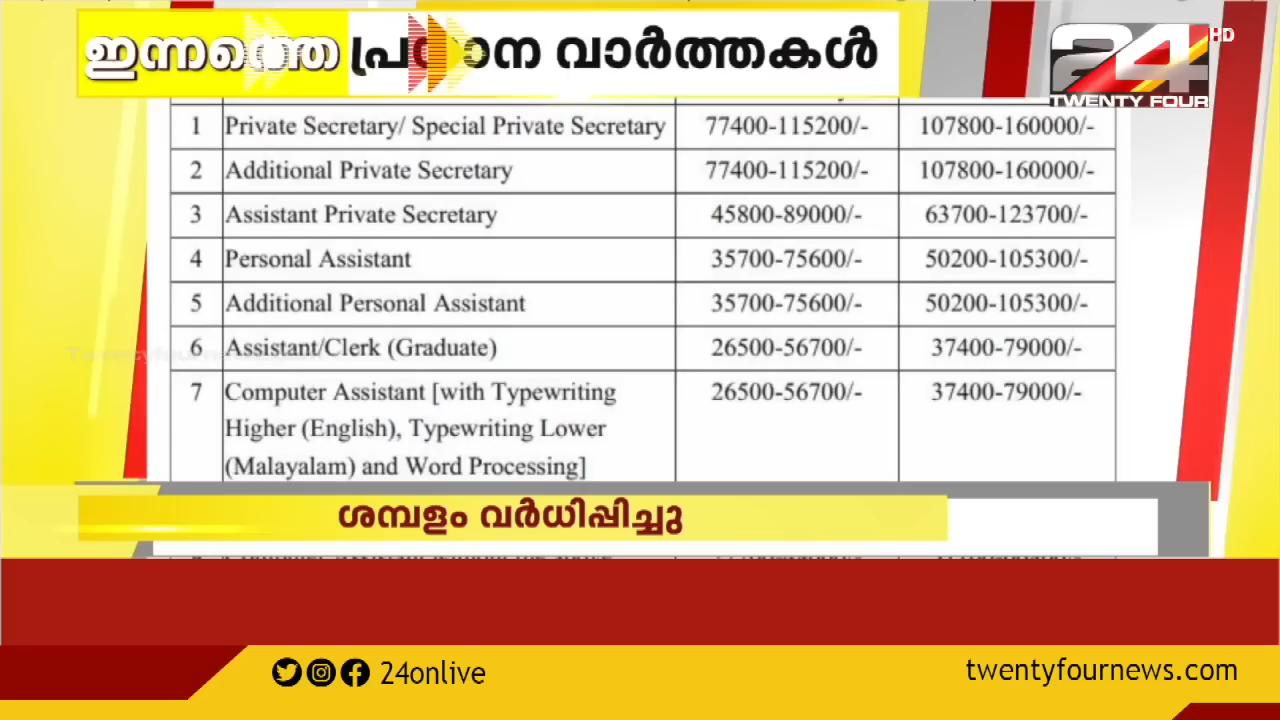 ഇന്നത്തെ പ്രധാന വാർത്തകൾ
24 HD
TWENTY FOUR
1 Private Secretary/ Special Private Secretary 77400-115200/- 107800-160000/-
2 Additional Private Secretary 77400-115200/- 107800-160000/-
3 Assistant Private Secretary 45800-89000/- 63700-123700/-
4 Personal Assistant 35700-75600/- 50200-105300/-
5 Additional Personal Assistant 35700-75600/- 50200-105300/-
6 Assistant/Clerk (Graduate) 26500-56700/- 37400-79000/-
7 Computer Assistant [with Typewriting 26500-56700/- 37400-79000/-
Higher (English), Typewriting Lower
(Malayalam) and Word Processing]
ശമ്പളം വർധിപ്പിച്ചു
24onlive
twentyfournews.com